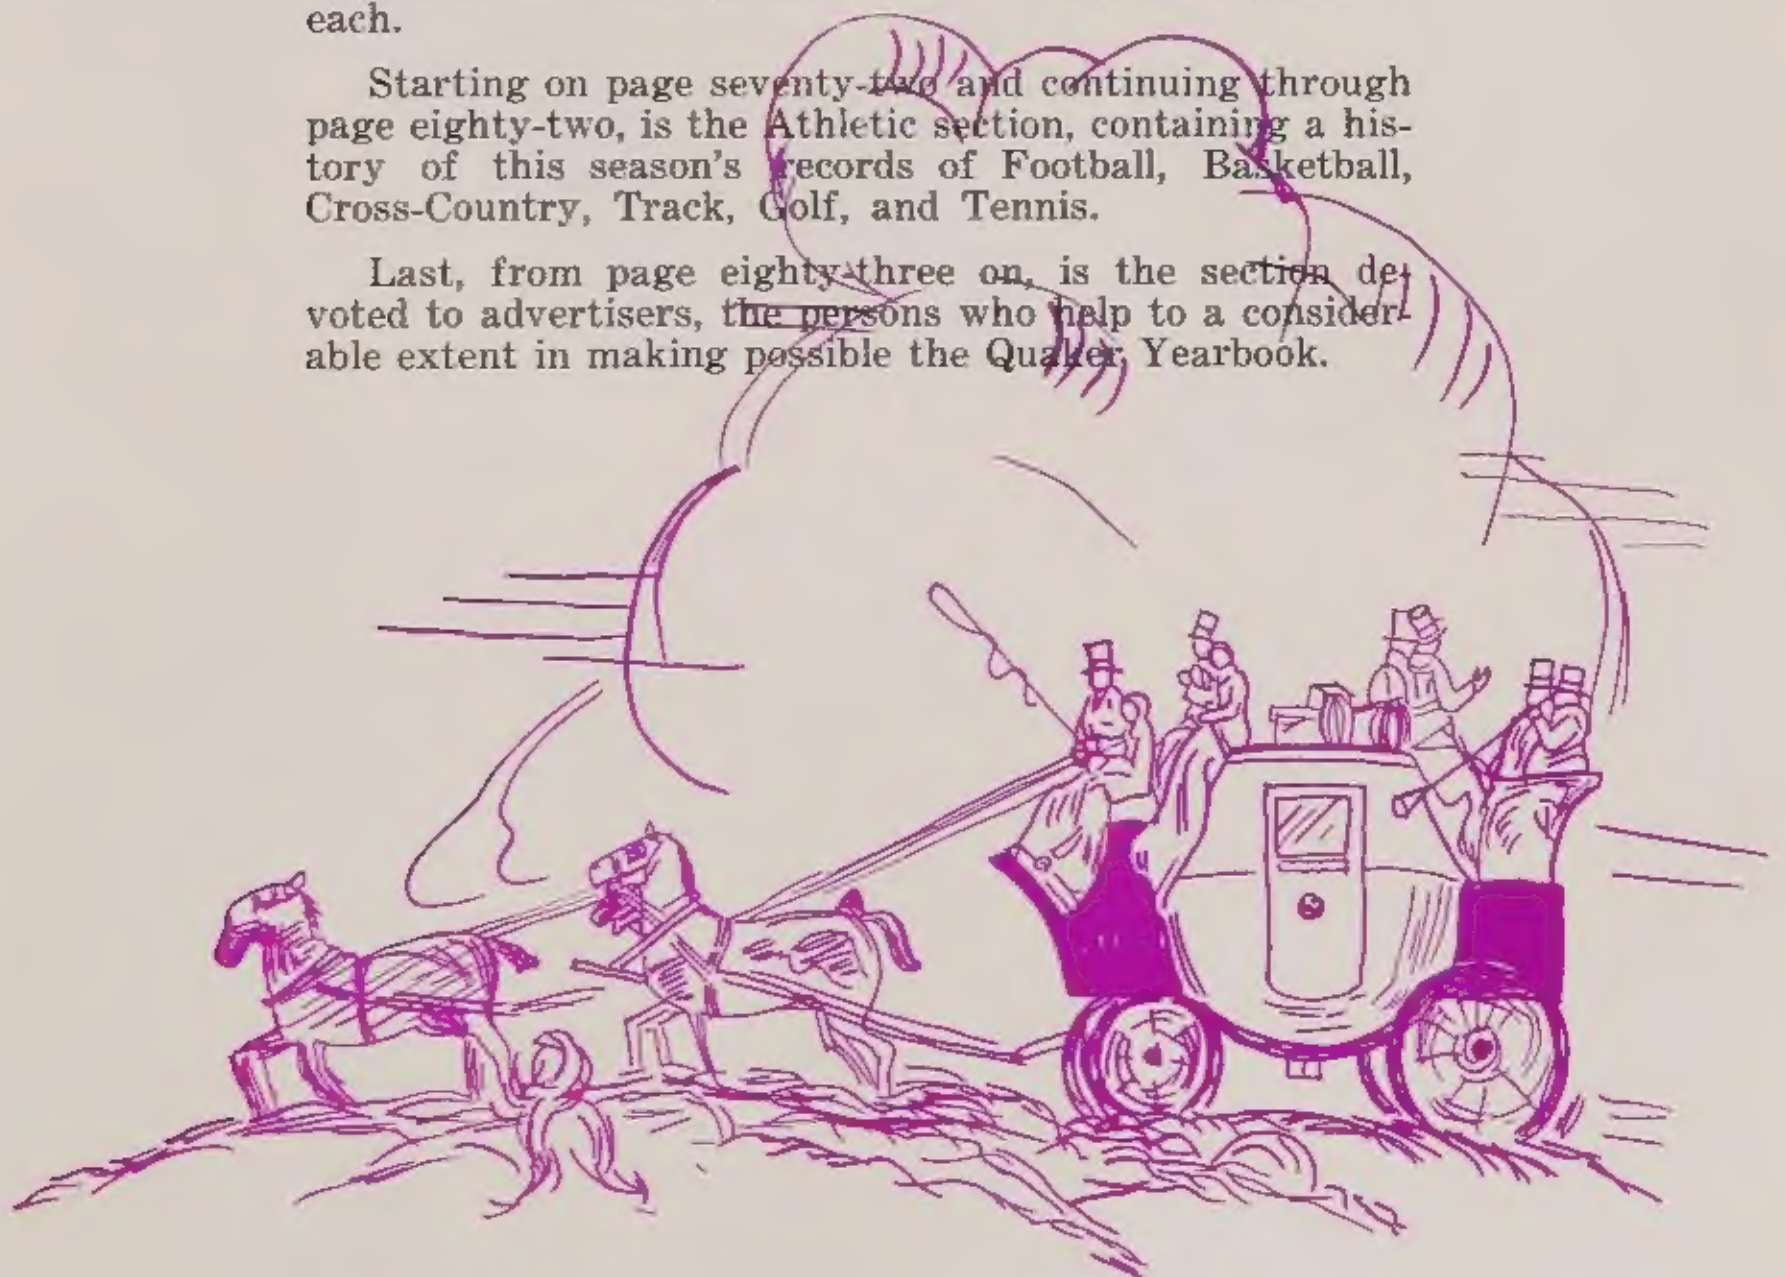 each.
Starting on page seventy-two and continuing through
page eighty-two, is the Athletic section, containing a his-
tory of this season's records of Football, Basketball,
Cross-Country, Track, Golf, and Tennis.
Last, from page eighty-three on, is the section de-
voted to advertisers, the persons who help to a consider-
able extent in making possible the Quaker Yearbook.